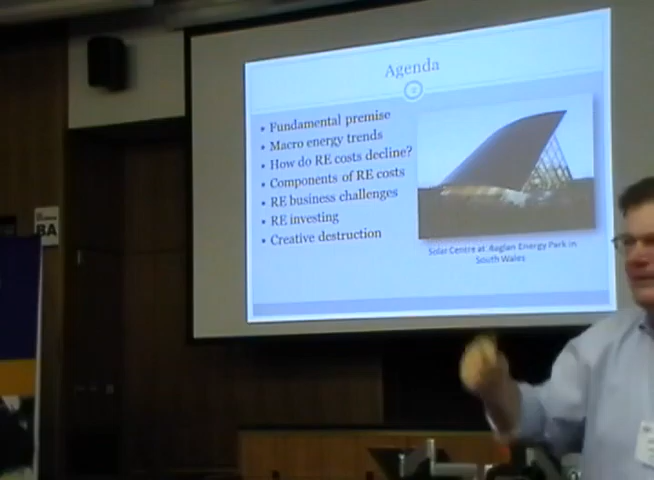 Agenda
2
• Fundamental premise
• Macro energy trends
• How do RE costs decline?
• Components of RE costs
• RE business challenges
• RE investing
• Creative destruction
Solar Centre at Raglan Energy Park in
South Wales
BA